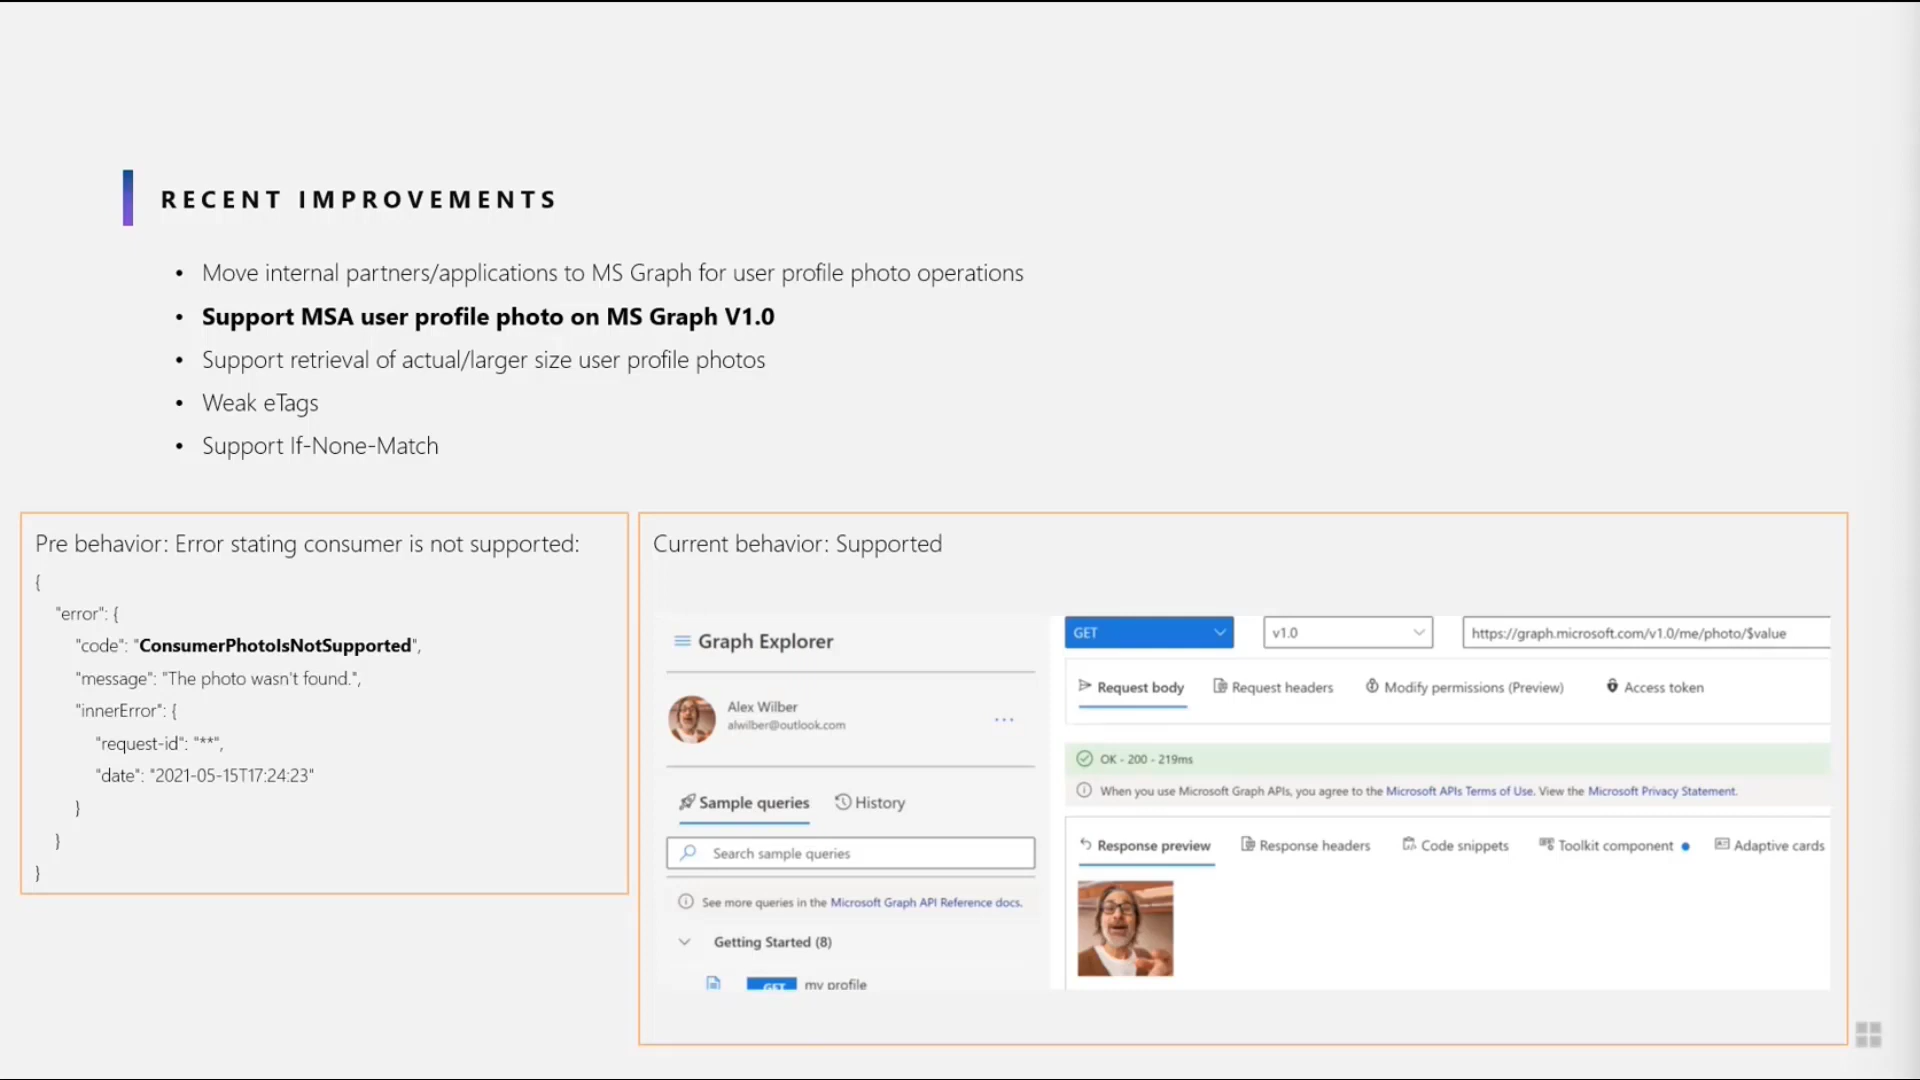 RECENT IMPROVEMENTS
• Move internal partners/applications to MS Graph for user profile photo operations
• Support MSA user profile photo on MS Graph V1.0
• Support retrieval of actual/larger size user profile photos
• Weak eTags
• Support If-None-Match
Pre behavior: Error stating consumer is not supported:
{
"error": {
"code": "ConsumerPhotoIsNotSupported",
"message": "The photo wasn't found.",
"innerError": {
"request-id": "**",
"date": "2021-05-15T17:24:23"
}
}
}
Current behavior: Supported
Graph Explorer
Alex Wilber
alwilber@outlook.com
Sample queries History
Search sample queries
See more queries in the Microsoft Graph API Reference docs.
Getting Started (8)
GET my profile
GET v1.0 https://graph.microsoft.com/v1.0/me/photo/$value
Request body Request headers Modify permissions (Preview) Access token
OK - 200 - 219ms
When you use Microsoft Graph APIs, you agree to the Microsoft APIs Terms of Use. View the Microsoft Privacy Statement.
Response preview Response headers Code snippets Toolkit component Adaptive cards